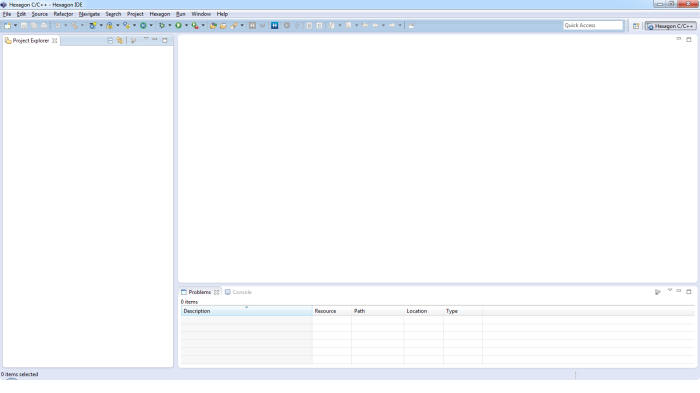 Hexagon C/C++ - Hexagon IDE
File Edit Source Refactor Navigate Search Project Hexagon Run Window Help
Quick Access
Hexagon C/C++
Project Explorer
Problems
Console
0 items
Description Resource Path Location Type
0 items selected